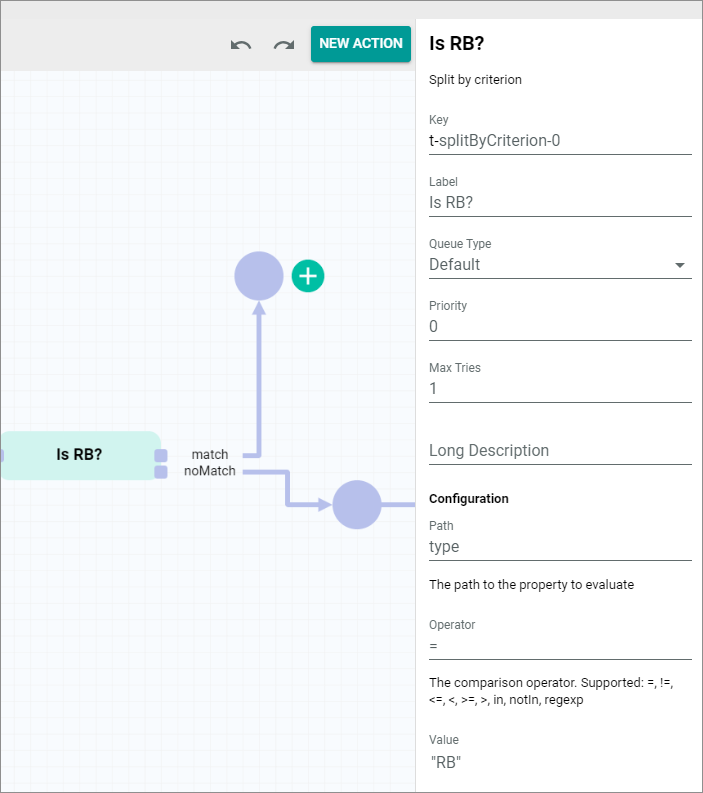 NEW ACTION
Is RB?
match
noMatch
Is RB?
Split by criterion
Key
t-splitByCriterion-0
Label
Is RB?
Queue Type
Default
Priority
0
Max Tries
1
Long Description
Configuration
Path
type
The path to the property to evaluate
Operator
=
The comparison operator. Supported: =, !=,
<=, <, >=, >, in, notIn, regexp
Value
"RB"